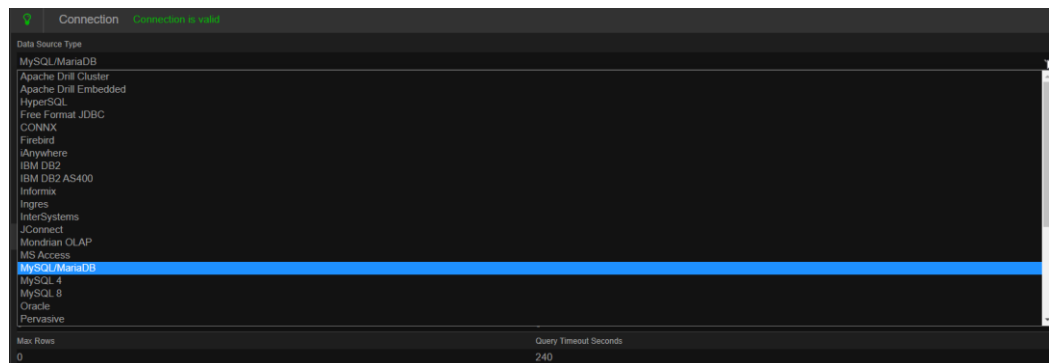 Connection Connection is valid
Data Source Type
MySQL/MariaDB
Apache Drill Cluster
Apache Drill Embedded
HyperSQL
Free Format JDBC
CONNX
Firebird
iAnywhere
IBM DB2
IBM DB2 AS400
Informix
Ingres
InterSystems
JConnect
Mondrian OLAP
MS Access
MySQL/MariaDB
MySQL 4
MySQL 8
Oracle
Pervasive
Max Rows Query Timeout Seconds
0 240